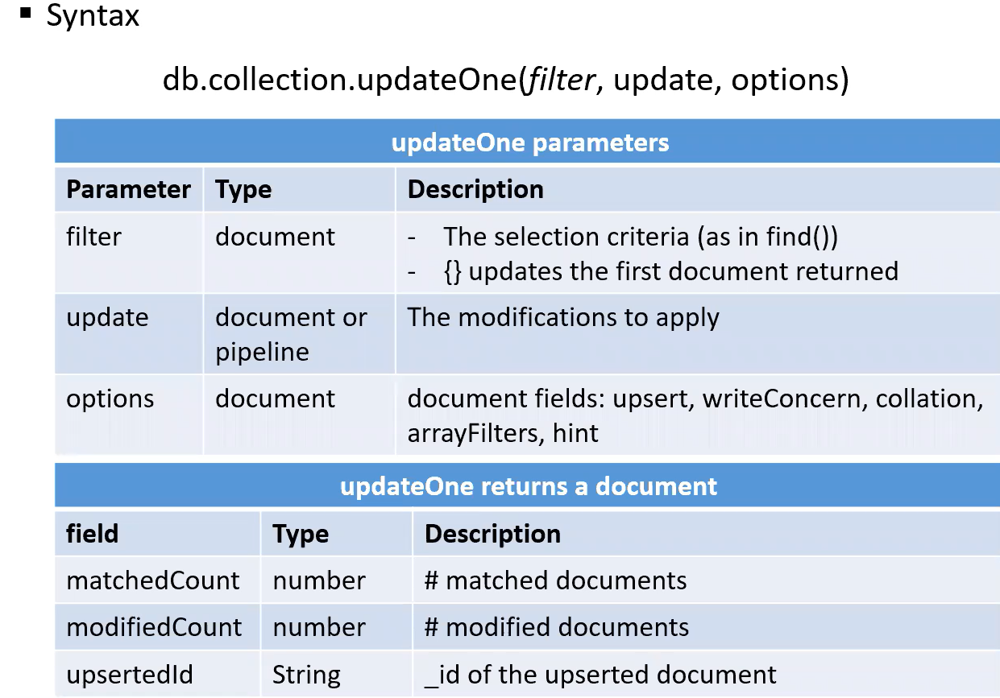 ▪ Syntax
db.collection.updateOne(filter, update, options)
updateOne parameters
Parameter Type Description
filter document - The selection criteria (as in find())
- {} updates the first document returned
update document or pipeline The modifications to apply
options document document fields: upsert, writeConcern, collation,
arrayFilters, hint
updateOne returns a document
field Type Description
matchedCount number # matched documents
modifiedCount number # modified documents
upsertedId String _id of the upserted document